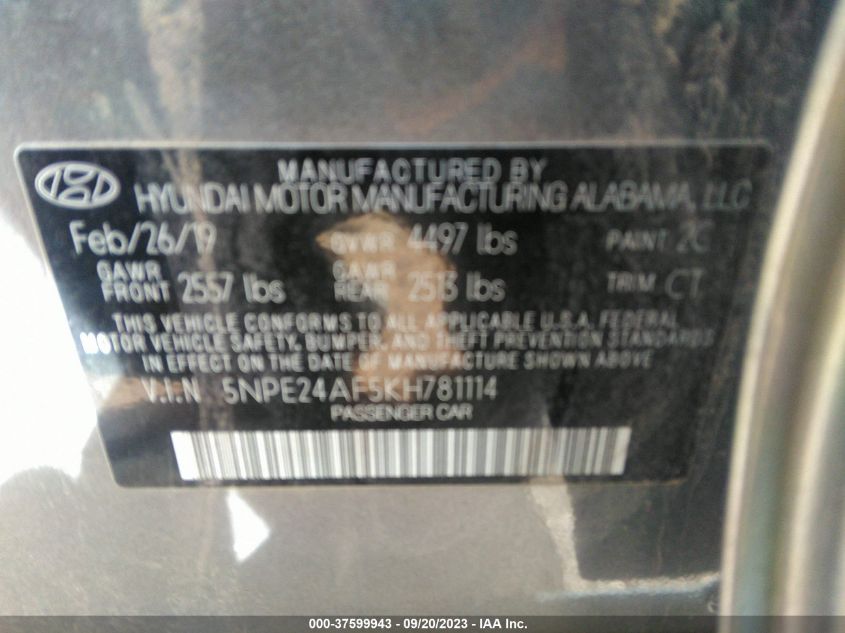 MANUFACTURED BY
HYUNDAI MOTOR MANUFACTURING ALABAMA, LLC
Feb/26/19 GVWR 4497 lbs PAINT 2C
GAWR FRONT 2557 lbs GAWR REAR 2513 lbs TRIM CT
THIS VEHICLE CONFORMS TO ALL APPLICABLE U.S.A. FEDERAL
MOTOR VEHICLE SAFETY, BUMPER, AND THEFT PREVENTION STANDARDS
IN EFFECT ON THE DATE OF MANUFACTURE SHOWN ABOVE
V.I.N 5NPE24AF5KH781114
PASSENGER CAR
000-37599943 - 09/20/2023 - IAA Inc.